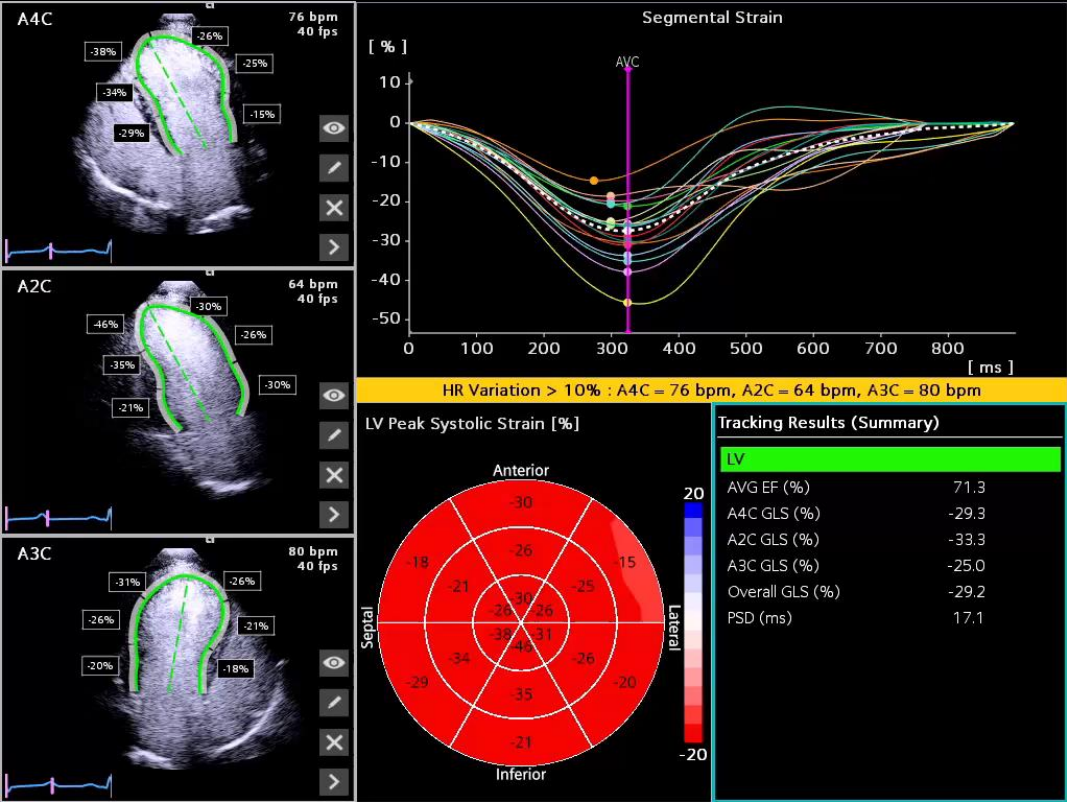 A4C
76 bpm
40 fps
-26%
-38%
-25%
-34%
-15%
-29%
A2C
64 bpm
40 fps
-30%
-46%
-26%
-35%
-30%
-21%
A3C
80 bpm
40 fps
-31%
-26%
-26%
-21%
-20%
-18%
Segmental Strain
[ % ]
AVC
10
0
-10
-20
-30
-40
-50
0 100 200 300 400 500 600 700 800
[ ms ]
HR Variation > 10% : A4C = 76 bpm, A2C = 64 bpm, A3C = 80 bpm
LV Peak Systolic Strain [%]
Anterior
-30
-18 -26 -15
-21 -25
-30
-26 -26
Septal Lateral
-38 -31
-46
-34 -26
-29 -20
-35
-21
Inferior
20
-20
Tracking Results (Summary)
LV
AVG EF (%) 71.3
A4C GLS (%) -29.3
A2C GLS (%) -33.3
A3C GLS (%) -25.0
Overall GLS (%) -29.2
PSD (ms) 17.1